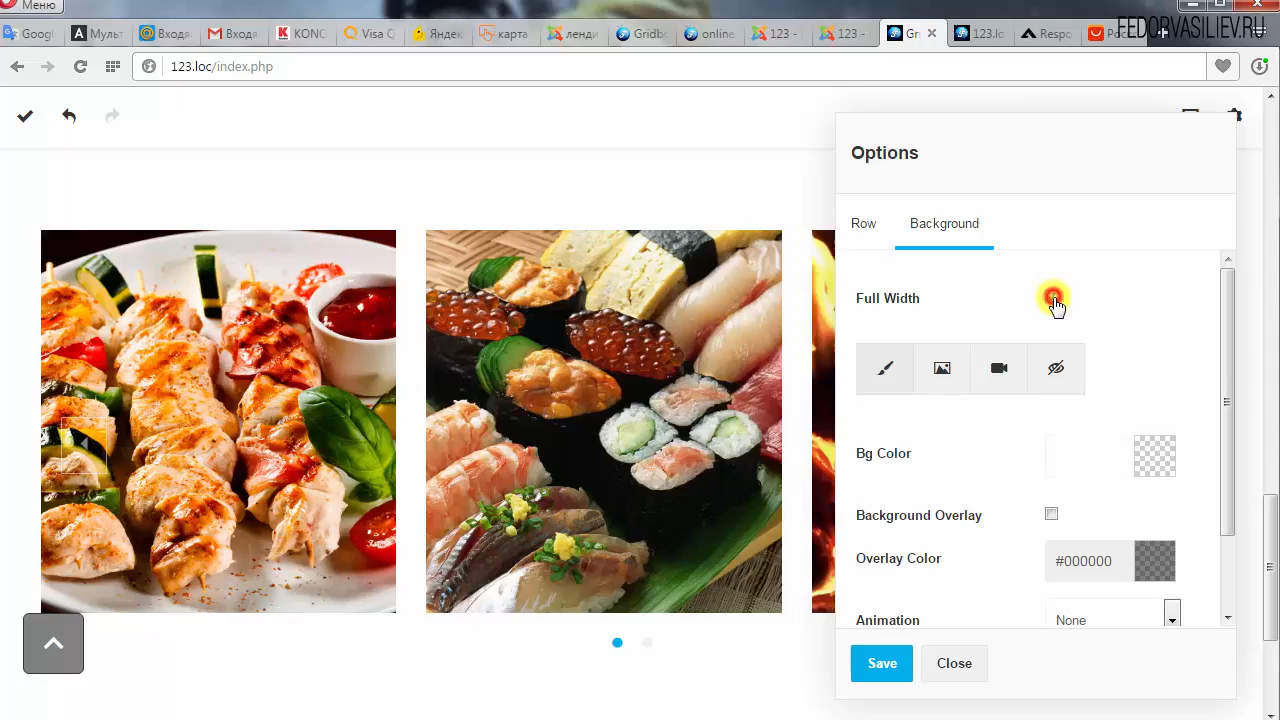 Меню
Googl
Мульт
Входя
Входя
KONC
Visa Q
Яндек
карта
ленди
Gridbo
online
123 -
123 -
Gri
123.lo
Respo
FEDORVASILIEV.RU
123.loc/index.php
Options
Row
Background
Full Width
Bg Color
Background Overlay
Overlay Color
#000000
Animation
None
Save
Close